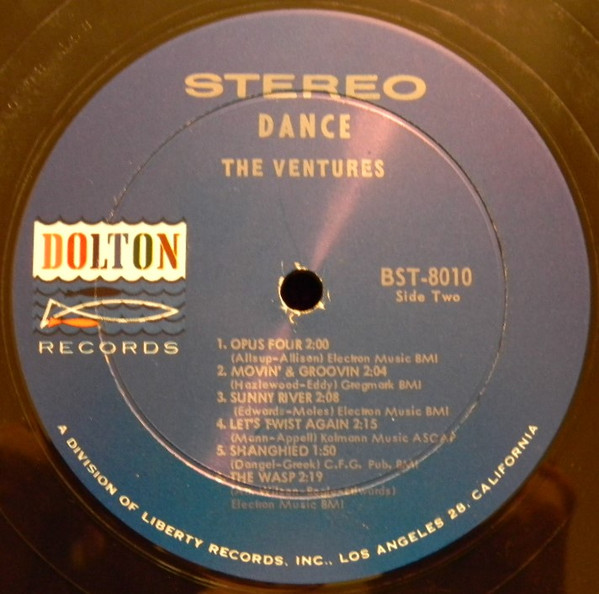 STEREO
DANCE
THE VENTURES
DOLTON
RECORDS
BST-8010
Side Two
1. OPUS FOUR 2:00
(Allsup-Allison) Electron Music BMI
2. MOVIN' & GROOVIN 2:04
(Hazlewood-Eddy) Gregmark BMI
3. SUNNY RIVER 2:08
(Edwards-Moles) Electron Music BMI
4. LET'S TWIST AGAIN 2:15
(Mann-Appell) Kalmann Music ASCAP
5. SHANGHIED 1:50
(Dangel-Greek) C.F.G. Pub. BMI
6. THE WASP 2:19
Electron Music BMI
A DIVISION OF LIBERTY RECORDS, INC., LOS ANGELES 28, CALIFORNIA